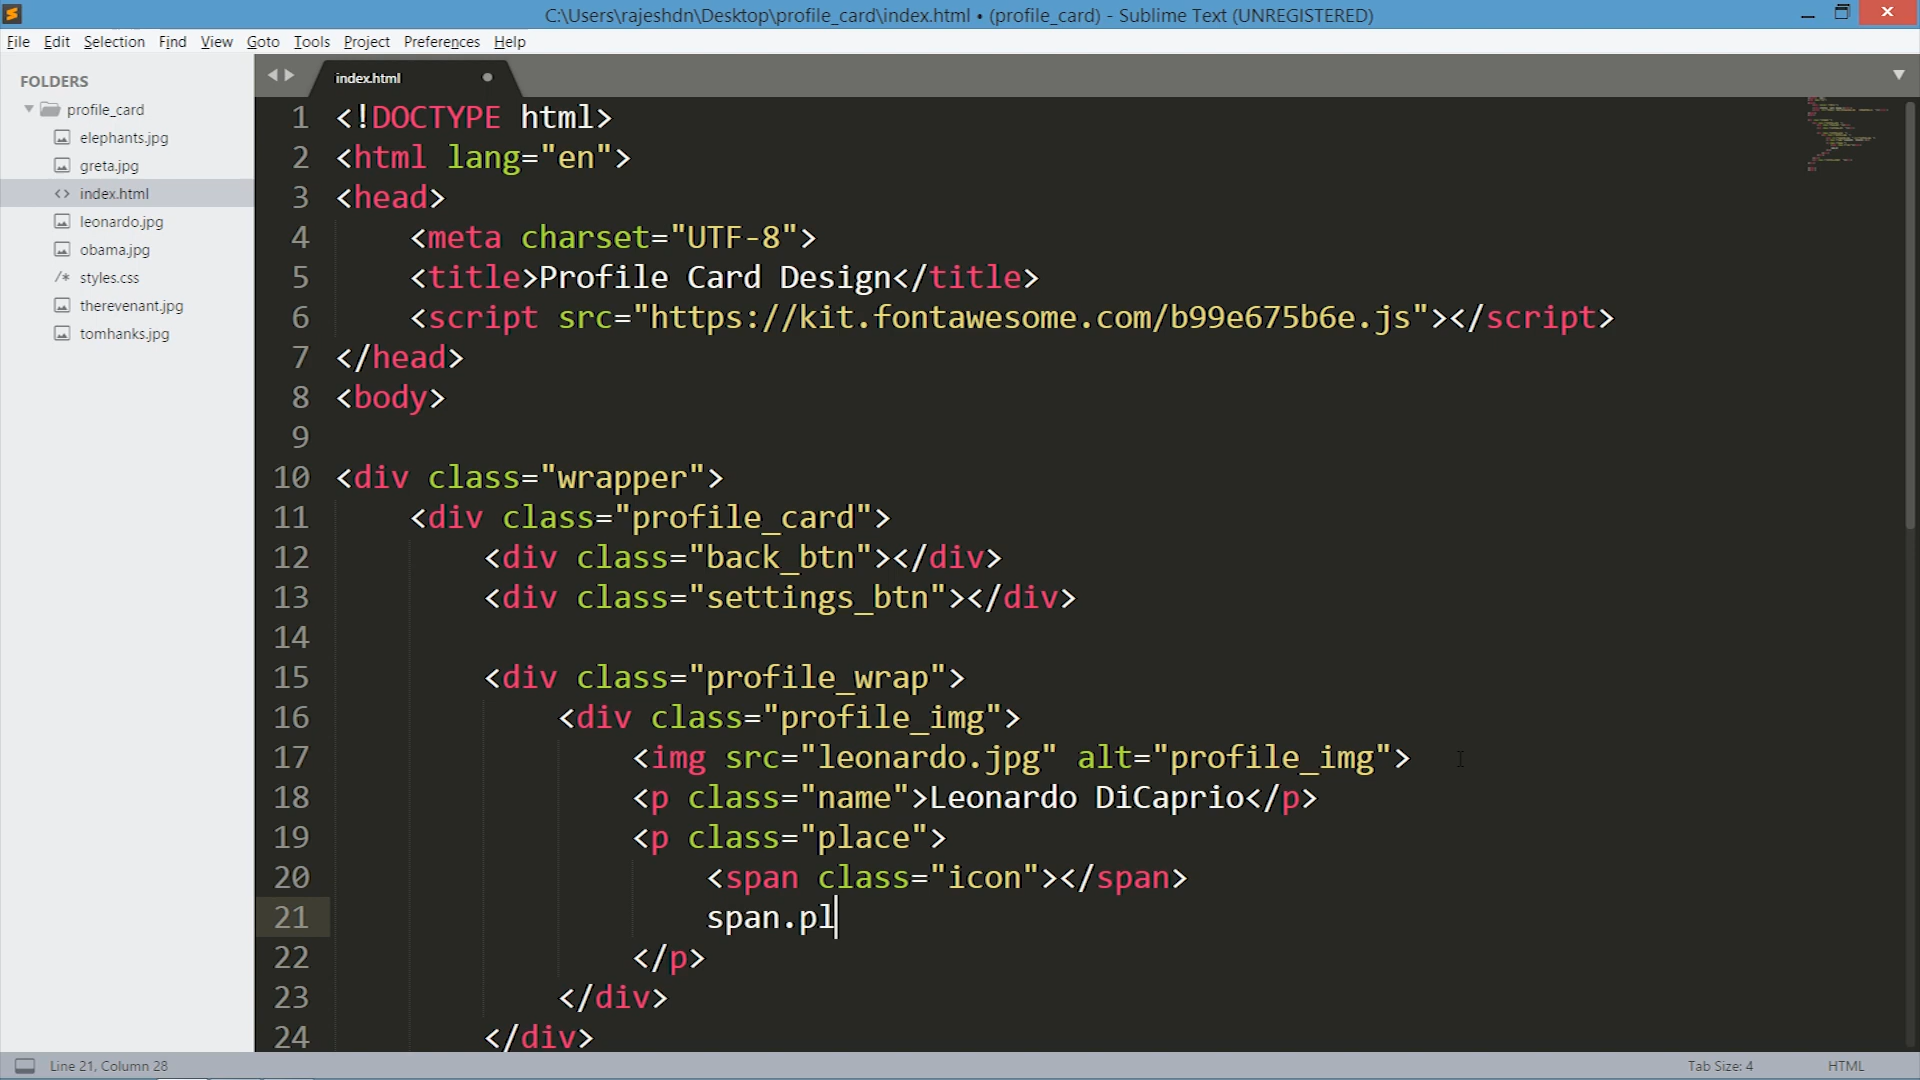 C:\Users\rajeshdn\Desktop\profile_card\index.html • (profile_card) - Sublime Text (UNREGISTERED)
File Edit Selection Find View Goto Tools Project Preferences Help
FOLDERS
profile_card
elephants.jpg
greta.jpg
<> index.html
leonardo.jpg
obama.jpg
/* styles.css
therevenant.jpg
tomhanks.jpg
index.html
1 <!DOCTYPE html>
2 <html lang="en">
3 <head>
4 <meta charset="UTF-8">
5 <title>Profile Card Design</title>
6 <script src="https://kit.fontawesome.com/b99e675b6e.js"></script>
7 </head>
8 <body>
9
10 <div class="wrapper">
11 <div class="profile_card">
12 <div class="back_btn"></div>
13 <div class="settings_btn"></div>
14
15 <div class="profile_wrap">
16 <div class="profile_img">
17 <img src="leonardo.jpg" alt="profile_img">
18 <p class="name">Leonardo DiCaprio</p>
19 <p class="place">
20 <span class="icon"></span>
21 span.pl
22 </p>
23 </div>
24 </div>
Line 21, Column 28
Tab Size: 4
HTML